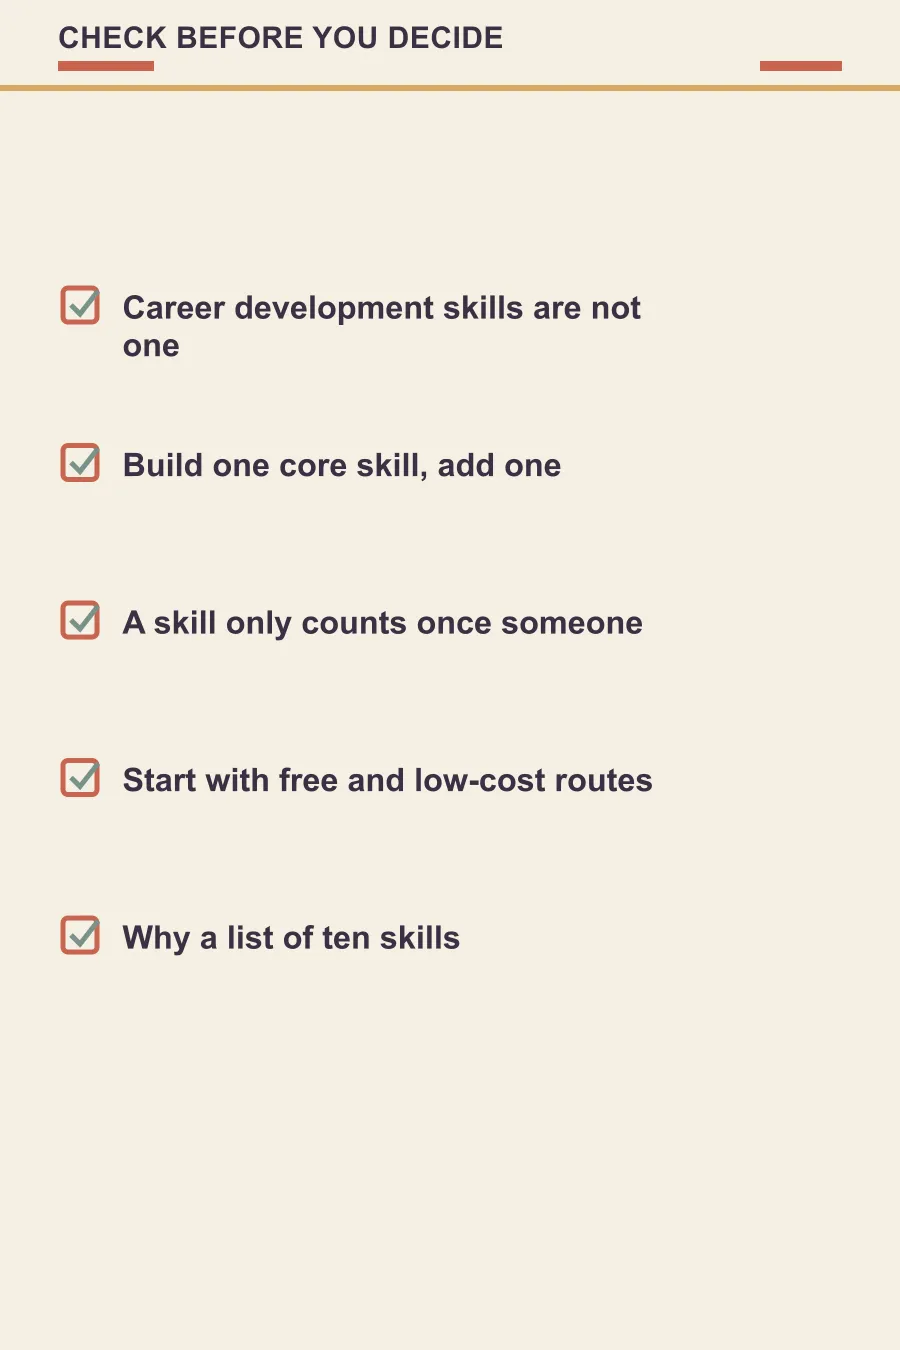 CHECK BEFORE YOU DECIDE
Career development skills are not
one
Build one core skill, add one
A skill only counts once someone
Start with free and low-cost routes
Why a list of ten skills